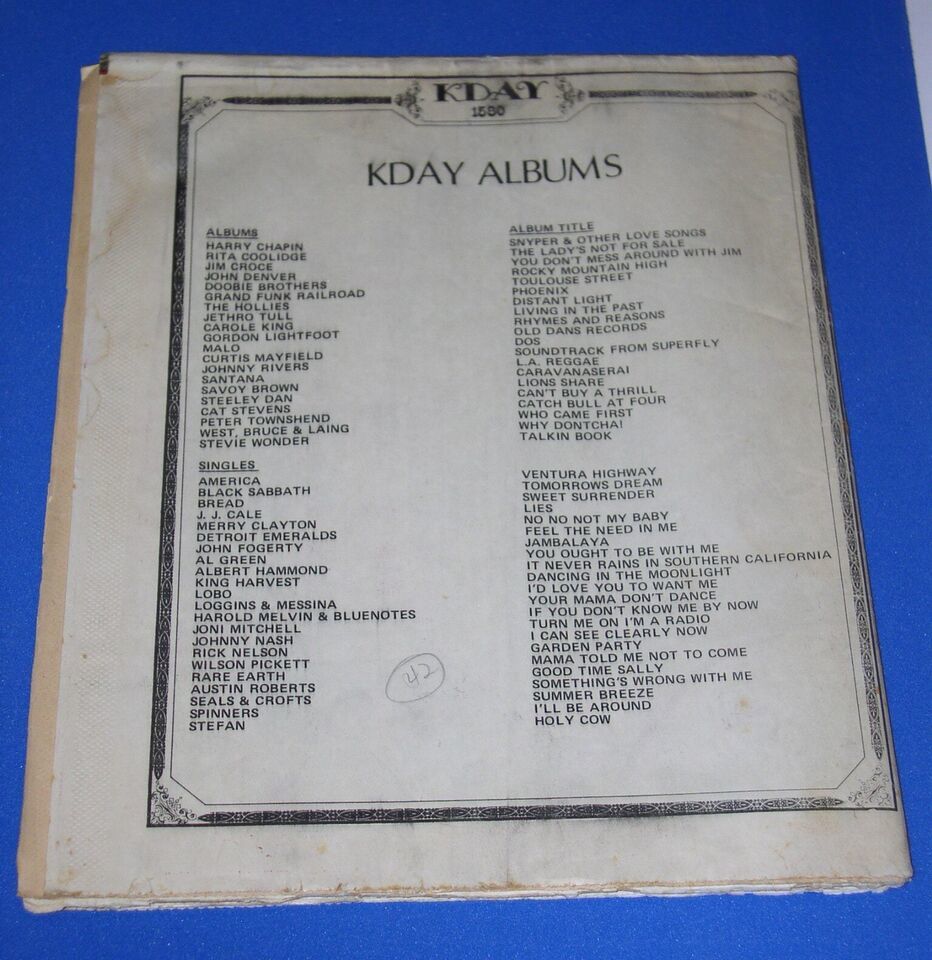 KDAY
1580
KDAY ALBUMS
ALBUMS ALBUM TITLE
HARRY CHAPIN SNYPER & OTHER LOVE SONGS
RITA COOLIDGE THE LADY'S NOT FOR SALE
JIM CROCE YOU DON'T MESS AROUND WITH JIM
JOHN DENVER ROCKY MOUNTAIN HIGH
DOOBIE BROTHERS TOULOUSE STREET
GRAND FUNK RAILROAD PHOENIX
THE HOLLIES DISTANT LIGHT
JETHRO TULL LIVING IN THE PAST
CAROLE KING RHYMES AND REASONS
GORDON LIGHTFOOT OLD DANS RECORDS
MALO DOS
CURTIS MAYFIELD SOUNDTRACK FROM SUPERFLY
JOHNNY RIVERS L.A. REGGAE
SANTANA CARAVANASERAI
SAVOY BROWN LIONS SHARE
STEELEY DAN CAN'T BUY A THRILL
CAT STEVENS CATCH BULL AT FOUR
PETER TOWNSHEND WHO CAME FIRST
WEST, BRUCE & LAING WHY DONTCHA!
STEVIE WONDER TALKIN BOOK
SINGLES
AMERICA VENTURA HIGHWAY
BLACK SABBATH TOMORROWS DREAM
BREAD SWEET SURRENDER
J. J. CALE LIES
MERRY CLAYTON NO NO NOT MY BABY
DETROIT EMERALDS FEEL THE NEED IN ME
JOHN FOGERTY JAMBALAYA
AL GREEN YOU OUGHT TO BE WITH ME
ALBERT HAMMOND IT NEVER RAINS IN SOUTHERN CALIFORNIA
KING HARVEST DANCING IN THE MOONLIGHT
LOBO I'D LOVE YOU TO WANT ME
LOGGINS & MESSINA YOUR MAMA DON'T DANCE
HAROLD MELVIN & BLUENOTES IF YOU DON'T KNOW ME BY NOW
JONI MITCHELL TURN ME ON I'M A RADIO
JOHNNY NASH I CAN SEE CLEARLY NOW
RICK NELSON GARDEN PARTY
WILSON PICKETT MAMA TOLD ME NOT TO COME
RARE EARTH GOOD TIME SALLY
AUSTIN ROBERTS SOMETHING'S WRONG WITH ME
SEALS & CROFTS SUMMER BREEZE
SPINNERS I'LL BE AROUND
STEFAN HOLY COW
42